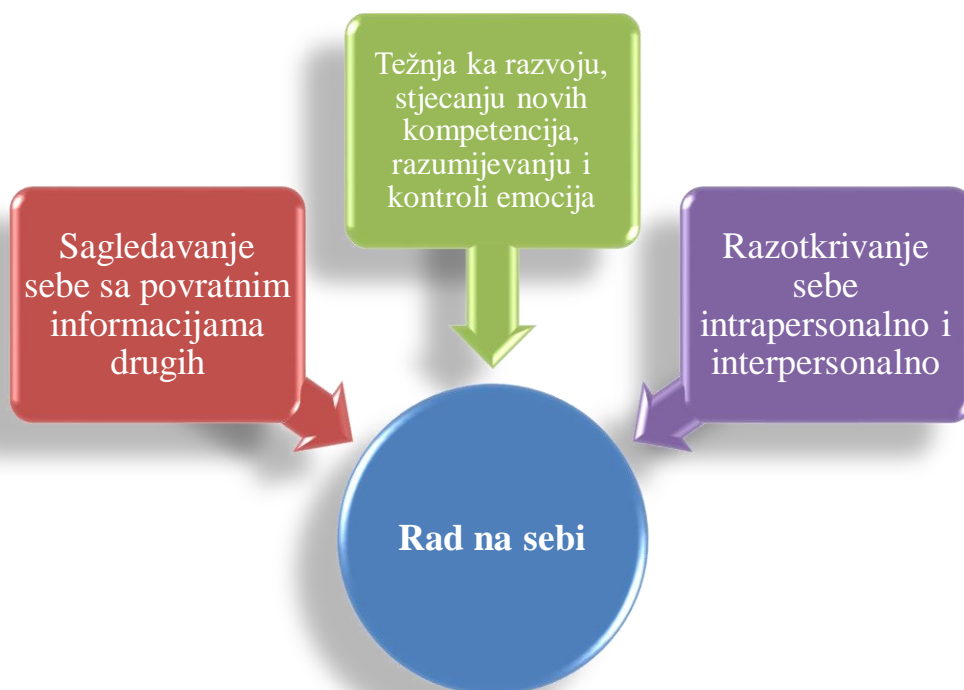 Težnja ka razvoju,
stjecanju novih
kompetencija,
razumijevanju i
kontroli emocija
Sagledavanje
sebe sa povratnim
informacijama
drugih
Razotkrivanje
sebe
intrapersonalno i
interpersonalno
Rad na sebi